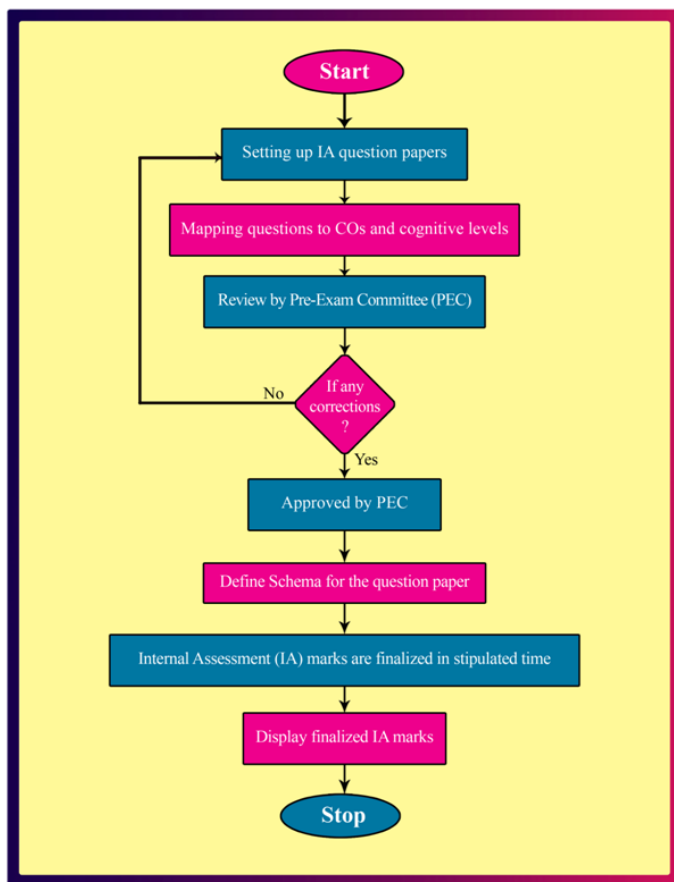 Start
Setting up IA question papers
Mapping questions to COs and cognitive levels
Review by Pre-Exam Committee (PEC)
If any
corrections
?
No
Yes
Approved by PEC
Define Schema for the question paper
Internal Assessment (IA) marks are finalized in stipulated time
Display finalized IA marks
Stop